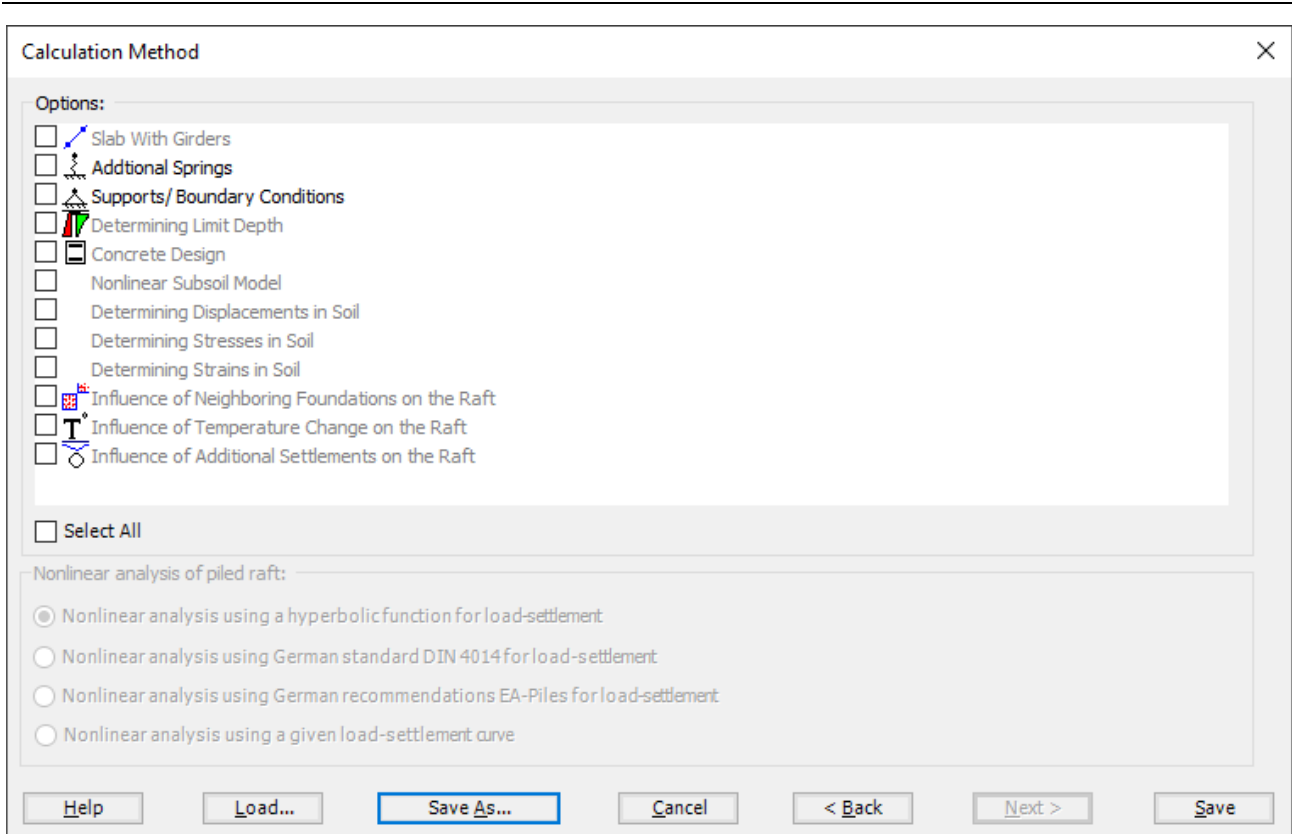 Calculation Method
Options:
Slab With Girders
Addtional Springs
Supports/ Boundary Conditions
Determining Limit Depth
Concrete Design
Nonlinear Subsoil Model
Determining Displacements in Soil
Determining Stresses in Soil
Determining Strains in Soil
Influence of Neighboring Foundations on the Raft
T° Influence of Temperature Change on the Raft
Influence of Additional Settlements on the Raft
Select All
Nonlinear analysis of piled raft:
Nonlinear analysis using a hyperbolic function for load-settlement
Nonlinear analysis using German standard DIN 4014 for load-settlement
Nonlinear analysis using German recommendations EA-Piles for load-settlement
Nonlinear analysis using a given load-settlement curve
Help Load... Save As... Cancel < Back Next > Save